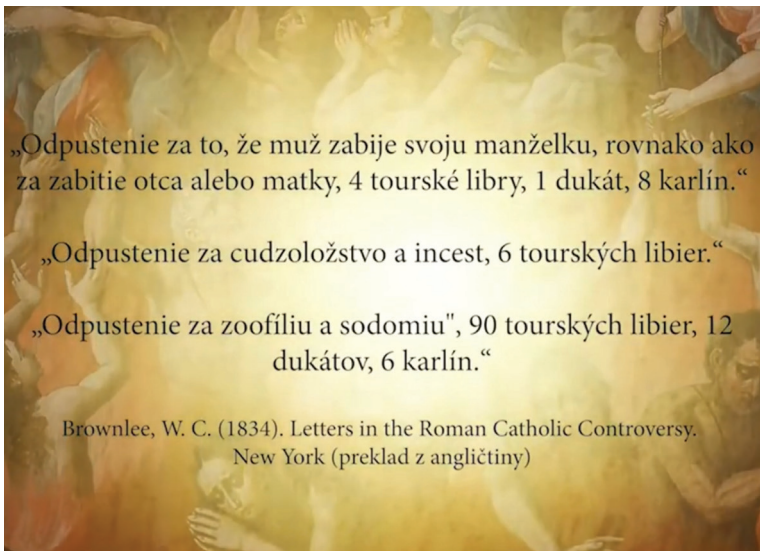 „Odpustenie za to, že muž zabije svoju manželku, rovnako ako
za zabitie otca alebo matky, 4 tourské libry, 1 dukát, 8 karlín.“
„Odpustenie za cudzoložstvo a incest, 6 tourských libier.“
„Odpustenie za zoofíliu a sodomiu", 90 tourských libier, 12
dukátov, 6 karlín.“
Brownlee, W. C. (1834). Letters in the Roman Catholic Controversy.
New York (preklad z angličtiny)